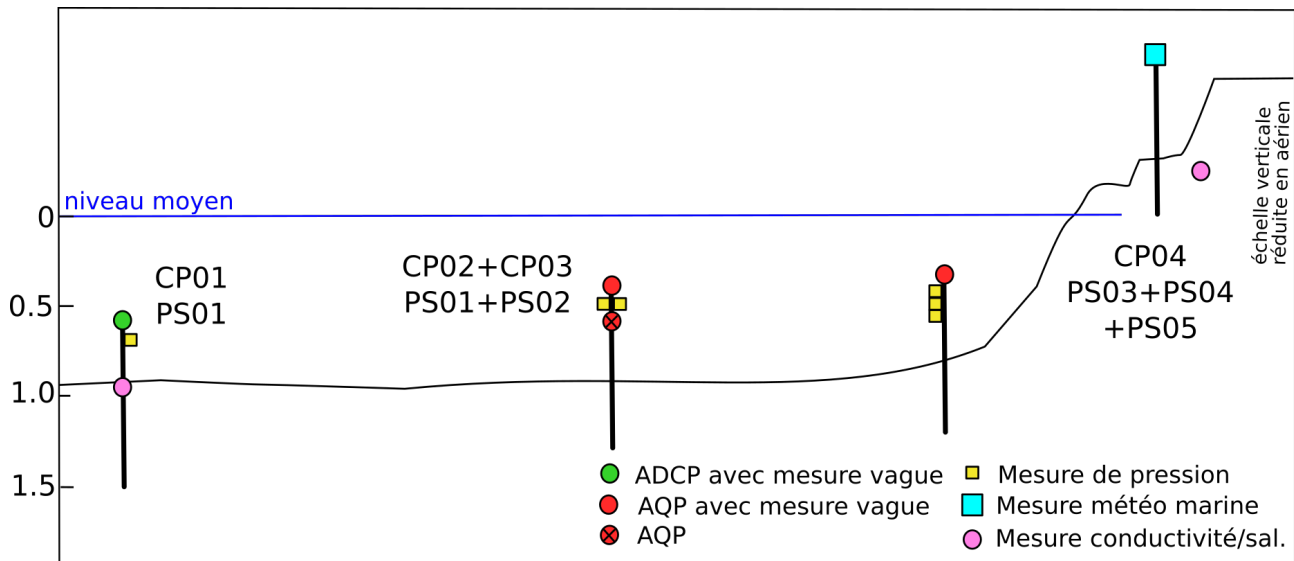 niveau moyen
0
0.5
1.0
1.5
CP01
PS01
CP02+CP03
PS01+PS02
CP04
PS03+PS04
+PS05
échelle verticale
réduite en aérien
ADCP avec mesure vague
AQP avec mesure vague
AQP
Mesure de pression
Mesure météo marine
Mesure conductivité/sal.